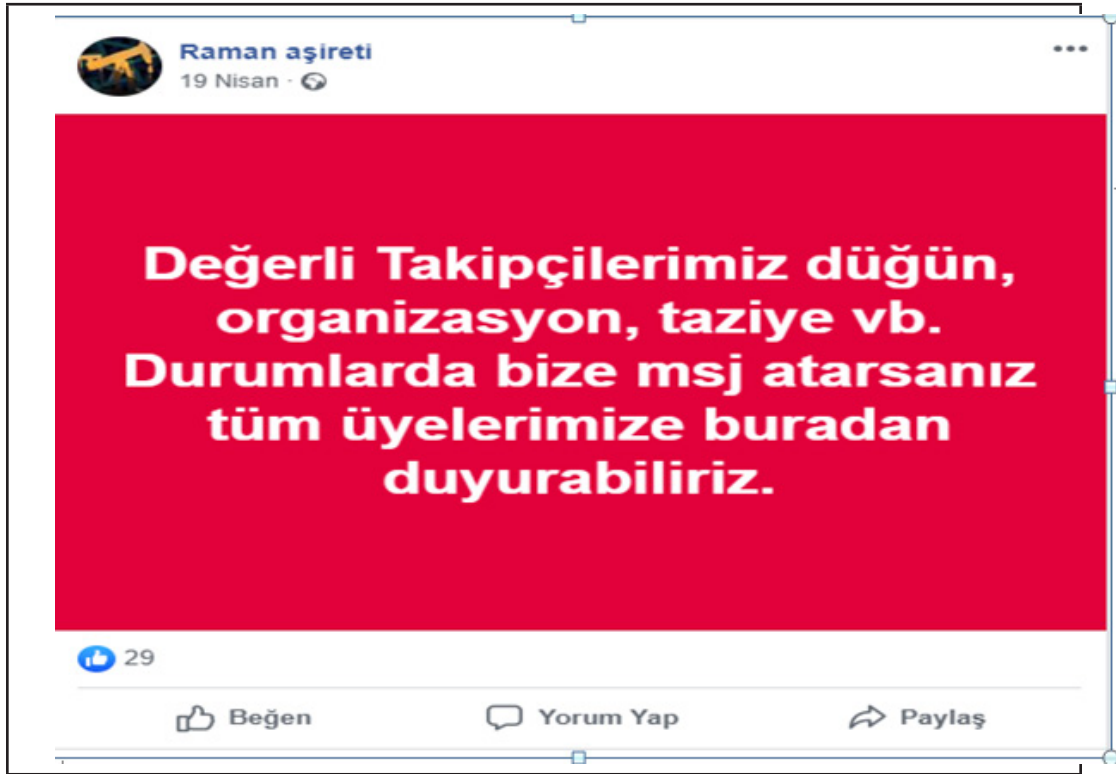 Raman aşireti
19 Nisan
Değerli Takipçilerimiz düğün,
organizasyon, taziye vb.
Durumlarda bize msj atarsanız
tüm üyelerimize buradan
duyurabiliriz.
29
Beğen Yorum Yap Paylaş